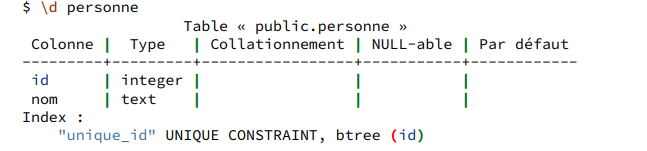 $ \d personne
                   Table « public.personne »
 Colonne |  Type   | Collationnement | NULL-able | Par défaut
---------+---------+-----------------+-----------+------------
 id      | integer |                 |           |
 nom     | text    |                 |           |
Index :
    "unique_id" UNIQUE CONSTRAINT, btree (id)